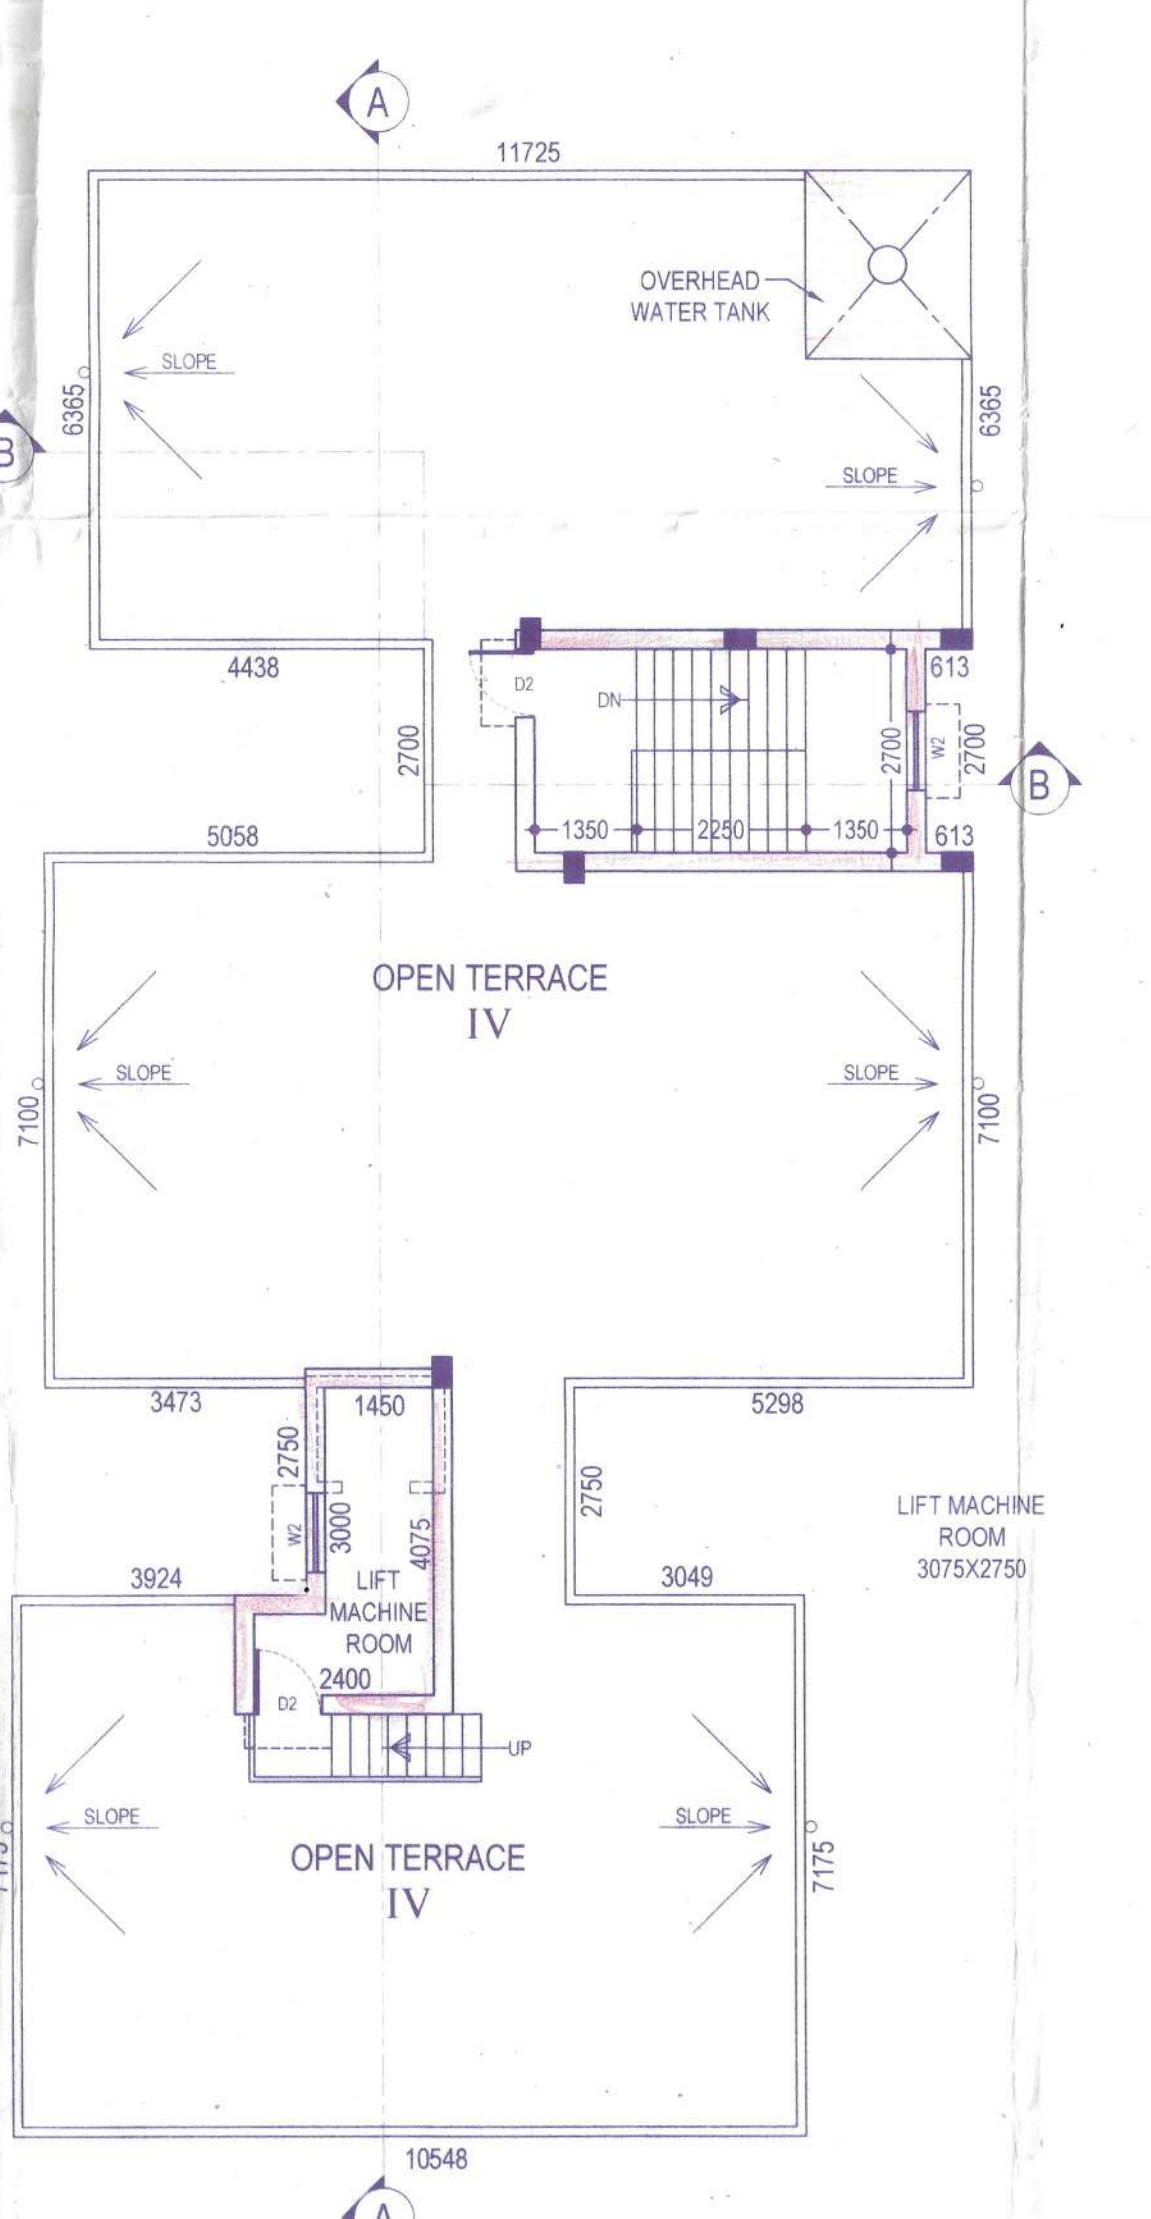 A
11725
OVERHEAD
WATER TANK
SLOPE
6365
6365
B
SLOPE
4438
613
D2
DN
2700
2700
W2
2700
B
5058
1350
2250
1350
613
OPEN TERRACE
IV
SLOPE
SLOPE
7100
7100
3473
1450
5298
2750
2750
LIFT MACHINE
ROOM
3075X2750
W2
3000
4075
3924
LIFT
MACHINE
ROOM
3049
2400
D2
UP
SLOPE
SLOPE
OPEN TERRACE
IV
7175
10548
A